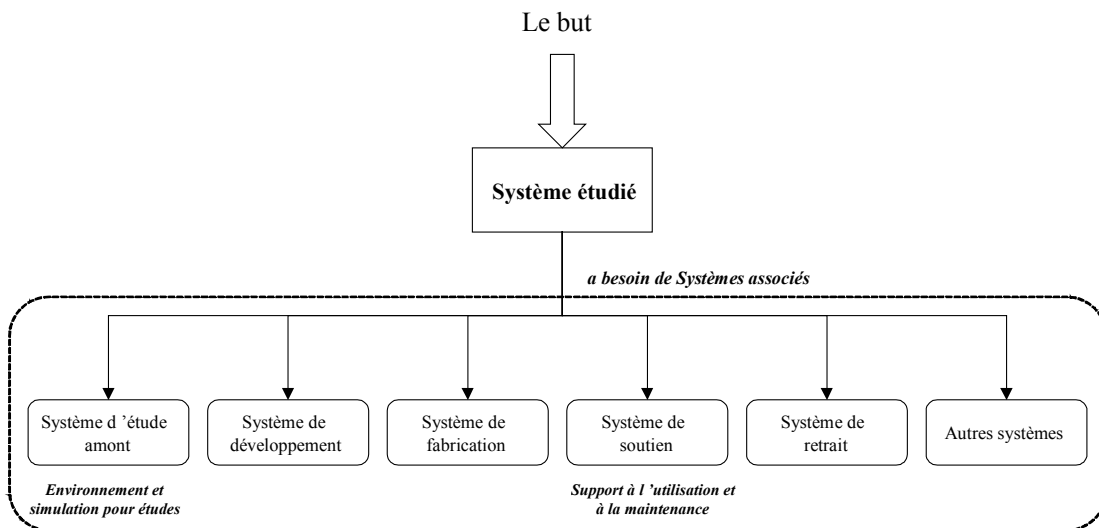 Le but
Système étudié
a besoin de Systèmes associés
Système d ’étude
amont
Système de
développement
Système de
fabrication
Système de
soutien
Système de
retrait
Autres systèmes
Environnement et
simulation pour études
Support à l ’utilisation et
à la maintenance